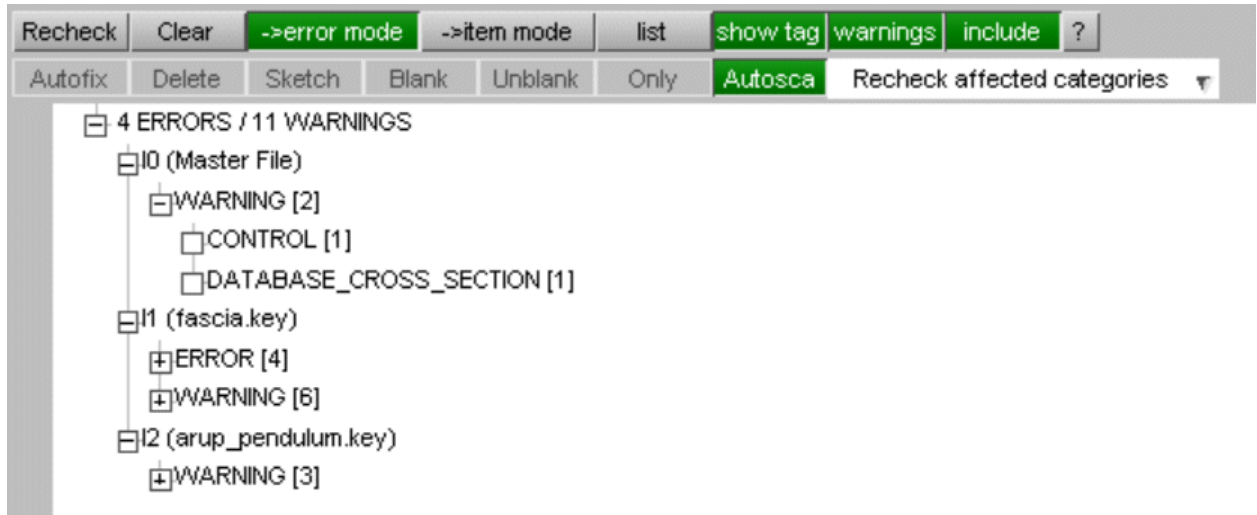 Recheck Clear ->error mode ->item mode list show tag warnings include ?
Autofix Delete Sketch Blank Unblank Only Autosca Recheck affected categories
4 ERRORS / 11 WARNINGS
I0 (Master File)
WARNING [2]
CONTROL [1]
DATABASE_CROSS_SECTION [1]
I1 (fascia.key)
ERROR [4]
WARNING [6]
I2 (arup_pendulum.key)
WARNING [3]